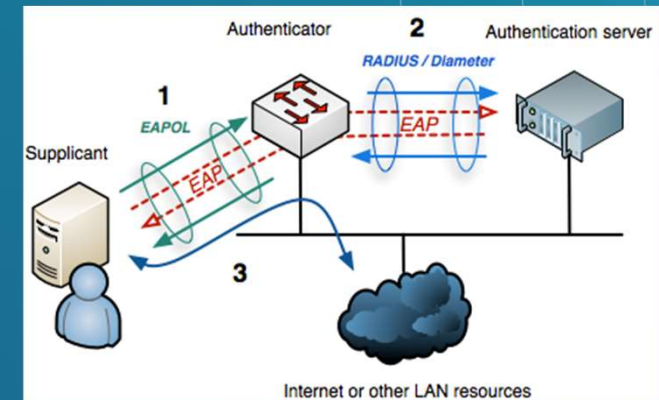 Authenticator
2
Authentication server
RADIUS / Diameter
1
EAPOL
EAP
Supplicant
EAP
3
Internet or other LAN resources